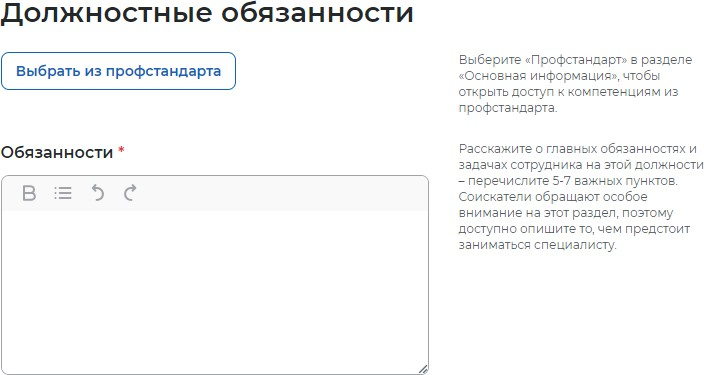 Должностные обязанности
Выбрать из профстандарта
Выберите «Профстандарт» в разделе
«Основная информация», чтобы
открыть доступ к компетенциям из
профстандарта.
Обязанности *
B
Расскажите о главных обязанностях и
задачах сотрудника на этой должности
– перечислите 5-7 важных пунктов.
Соискатели обращают особое
внимание на этот раздел, поэтому
доступно опишите то, чем предстоит
заниматься специалисту.